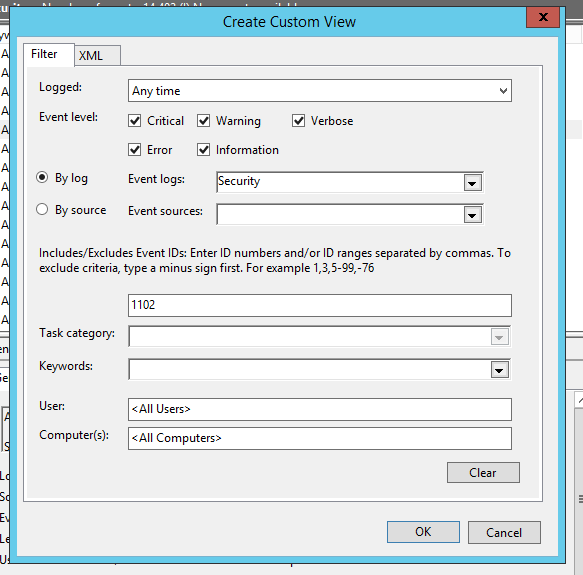 Create Custom View
x
Filter
XML
Logged:
Any time
Event level:
Critical
Warning
Verbose
Error
Information
By log
Event logs:
Security
By source
Event sources:
Includes/Excludes Event IDs: Enter ID numbers and/or ID ranges separated by commas. To
exclude criteria, type a minus sign first. For example 1,3,5-99,-76
1102
Task category:
Keywords:
User:
<All Users>
Computer(s):
<All Computers>
Clear
OK
Cancel